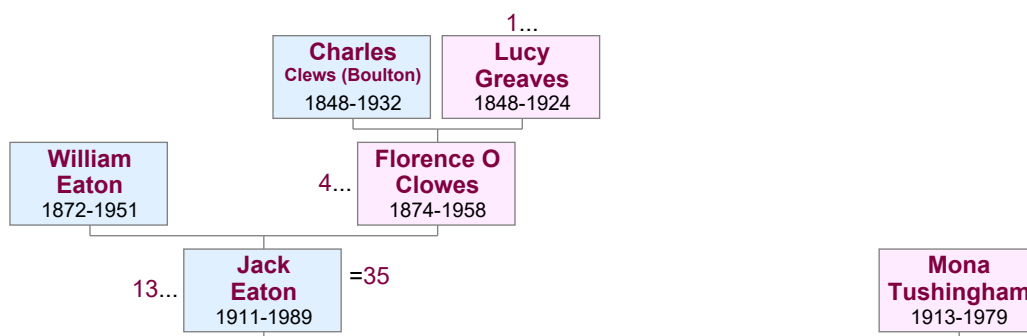 1...
Charles
Clews (Boulton)
1848-1932
Lucy
Greaves
1848-1924
William
Eaton
1872-1951
4...
Florence O
Clowes
1874-1958
13...
Jack
Eaton
1911-1989
=35
Mona
Tushingham
1913-1979